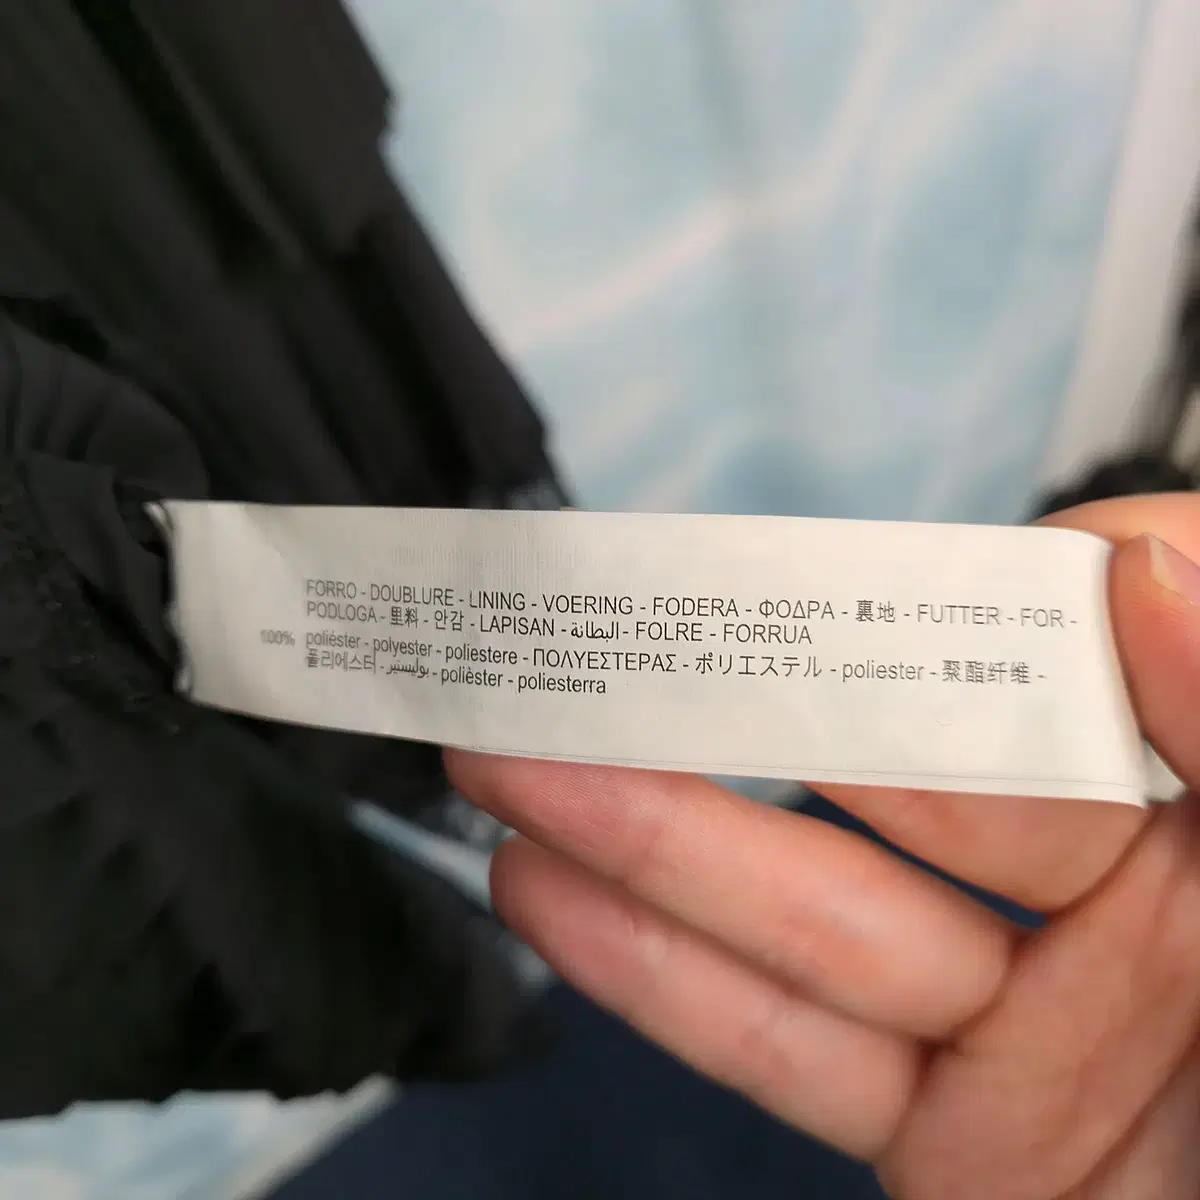 FORRO - DOUBLURE - LINING - VOERING - FODERA - ΦΟΔΡΑ - 裏地 - FUTTER - FOR -
PODLOGA - 里料 - 안감 - LAPISAN - البطانة - FOLRE - FORRUA
100% poliéster - polyester - poliestere - ΠΟΛΥΕΣΤΕΡΑΣ - ポリエステル - poliester - 聚酯纤维 -
폴리에스터 - بوليستير - polièster - poliesterra